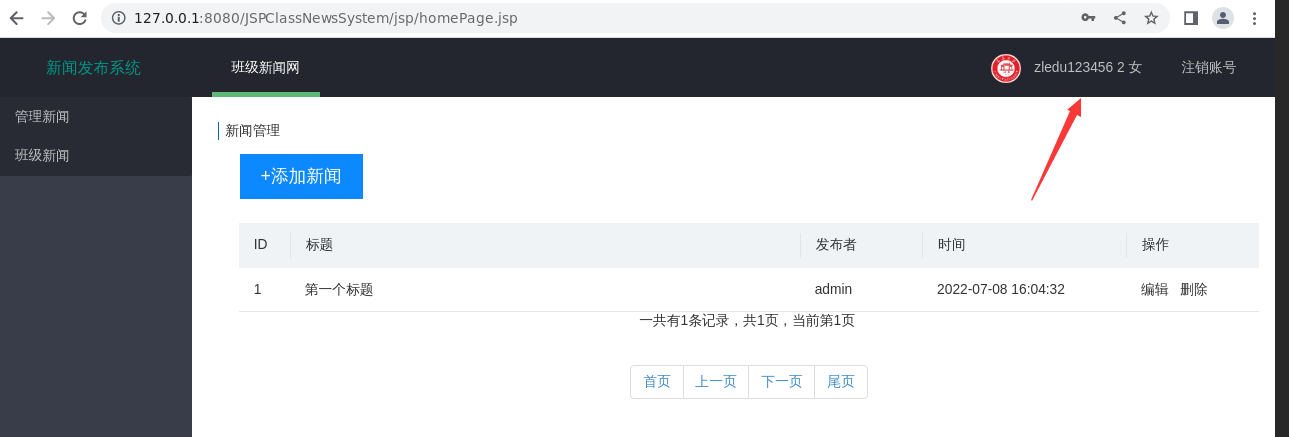 127.0.0.1:8080/JSPClassNewsSystem/jsp/homePage.jsp
新闻发布系统 班级新闻网 zledu123456 2 女 注销账号
管理新闻
班级新闻
新闻管理
+添加新闻
ID 标题 发布者 时间 操作
1 第一个标题 admin 2022-07-08 16:04:32 编辑 删除
一共有1条记录，共1页，当前第1页
首页 上一页 下一页 尾页